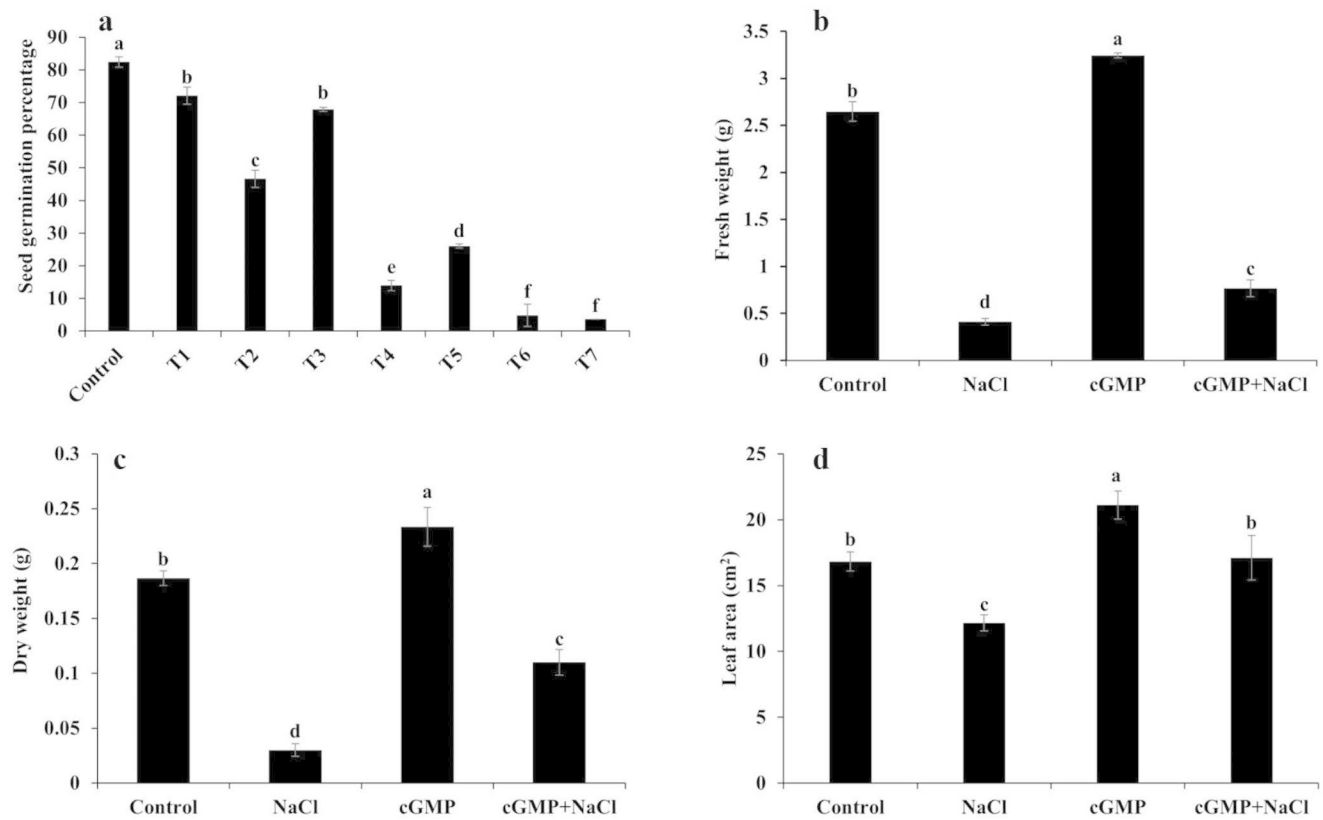 a
Seed germination percentage
90
80
70
60
50
40
30
20
10
0
a
b
c
b
e
d
f
f
Control
T1
T2
T3
T4
T5
T6
T7
b
Fresh weight (g)
3.5
3
2.5
2
1.5
1
0.5
0
b
d
a
c
Control
NaCl
cGMP
cGMP+NaCl
c
Dry weight (g)
0.3
0.25
0.2
0.15
0.1
0.05
0
b
d
a
c
Control
NaCl
cGMP
cGMP+NaCl
d
Leaf area (cm²)
25
20
15
10
5
0
b
c
a
b
Control
NaCl
cGMP
cGMP+NaCl